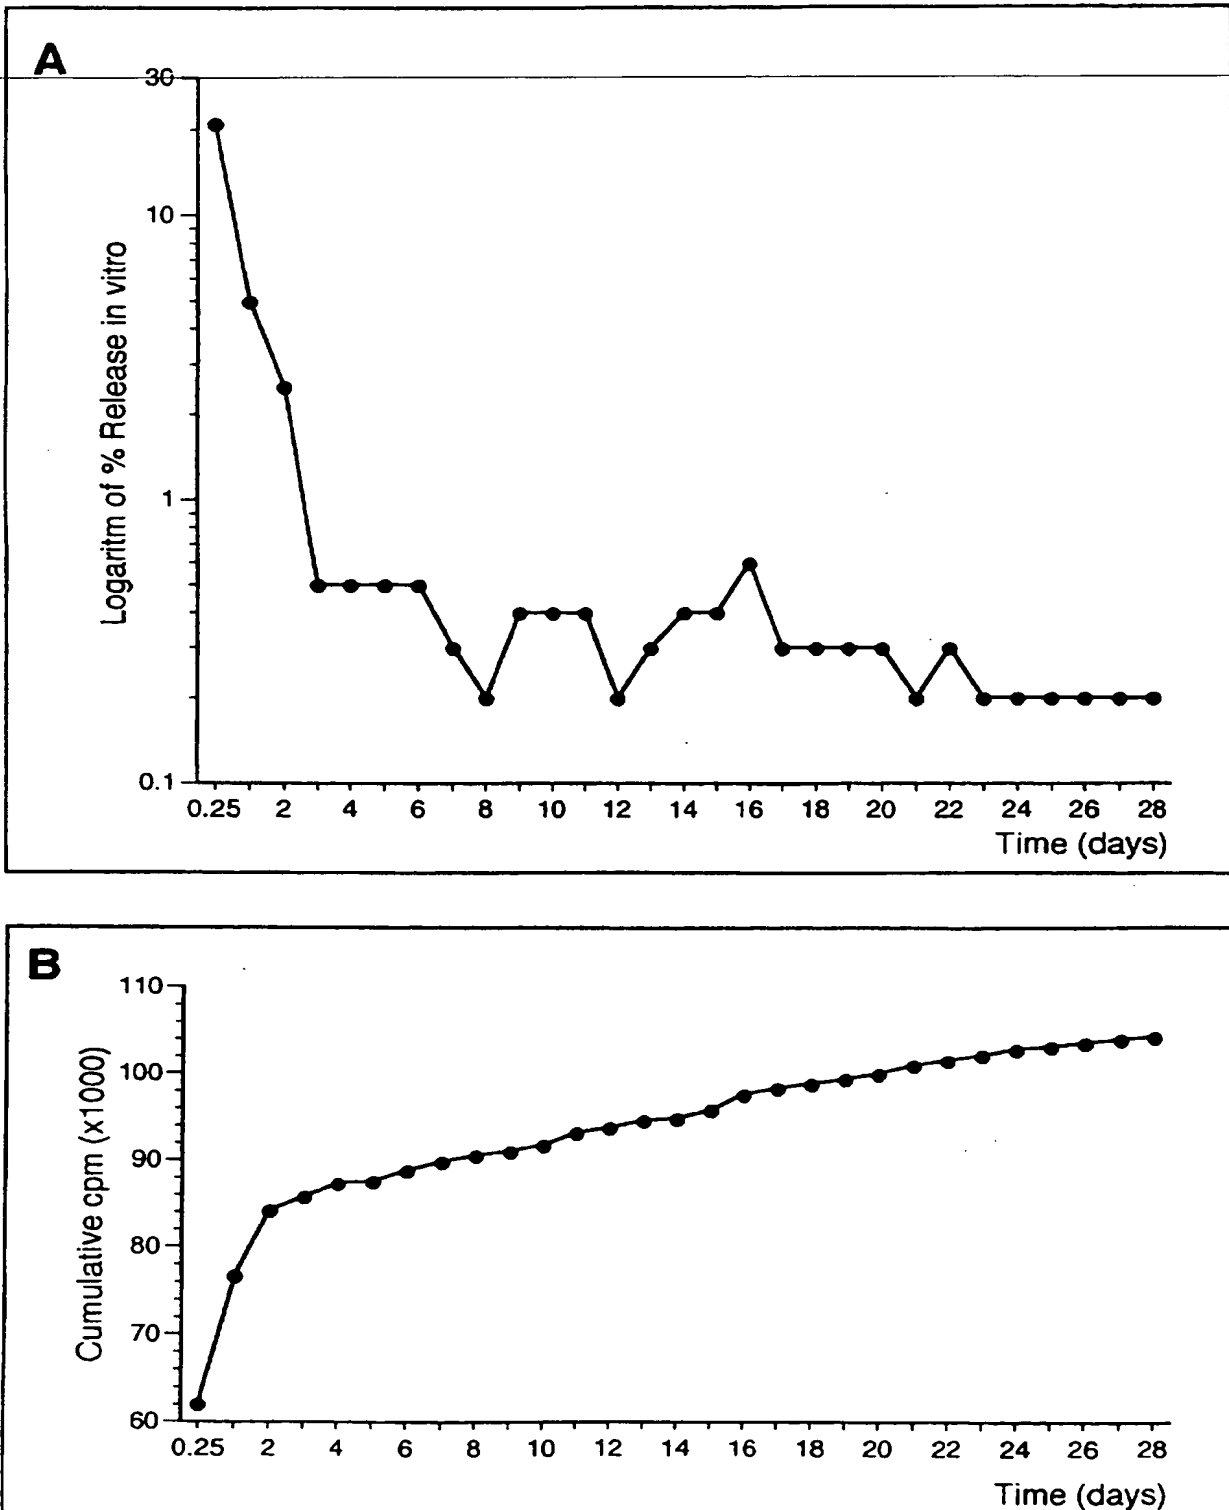 A
30
10
1
0.1
Logaritm of % Release in vitro
0.25 2 4 6 8 10 12 14 16 18 20 22 24 26 28
Time (days)
B
110
100
90
80
70
60
Cumulative cpm (x1000)
0.25 2 4 6 8 10 12 14 16 18 20 22 24 26 28
Time (days)